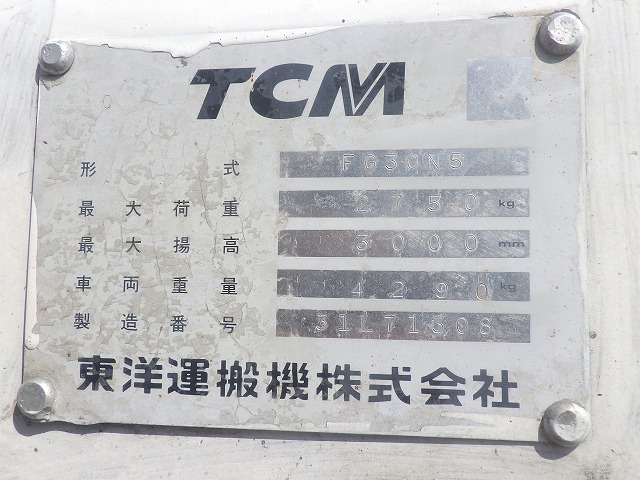 TCM
形式 FG30N5
最大荷重 2750 kg
最大揚高 3000 mm
車両重量 4290 kg
製造番号 51L71508
東洋運搬機株式会社